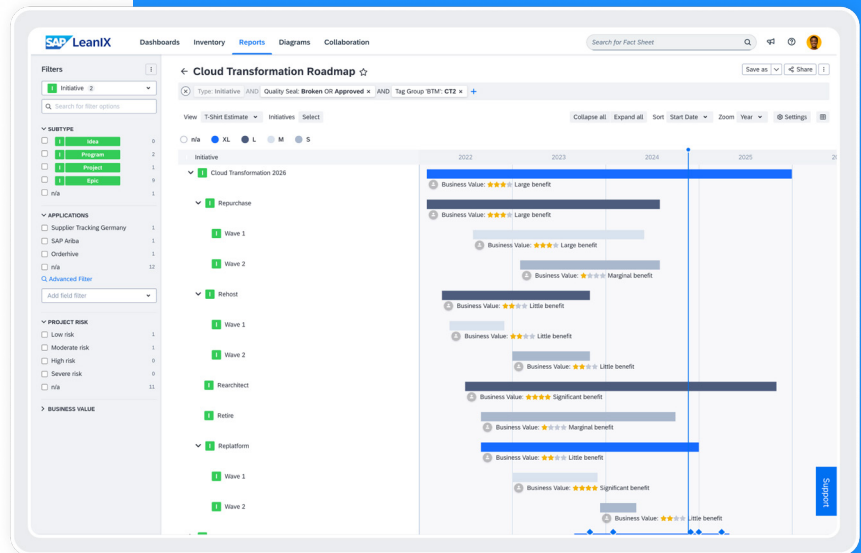 SAP LeanIX Dashboards Inventory Reports Diagrams Collaboration Search for Fact Sheet
Filters
Initiative 2
Search for filter options
SUBTYPE
I Idea 0
I Program 2
I Project 1
I Epic 9
n/a 1
APPLICATIONS
Supplier Tracking Germany 1
SAP Ariba 1
Orderhive 1
n/a 12
Advanced Filter
Add field filter
PROJECT RISK
Low risk 1
Moderate risk 1
High risk 0
Severe risk 0
n/a 11
BUSINESS VALUE
Cloud Transformation Roadmap
Save as Share
Type: Initiative AND Quality Seal: Broken OR Approved × AND Tag Group 'BTM': CT2 × +
View T-Shirt Estimate Initiatives Select Collapse all Expand all Sort Start Date Zoom Year Settings
n/a XL L M S
Initiative 2022 2023 2024 2025
I Cloud Transformation 2026
Business Value: Large benefit
I Repurchase
Business Value: Large benefit
I Wave 1
Business Value: Large benefit
I Wave 2
Business Value: Marginal benefit
I Rehost
Business Value: Little benefit
I Wave 1
Business Value: Little benefit
I Wave 2
Business Value: Little benefit
I Rearchitect
Business Value: Significant benefit
I Retire
Business Value: Marginal benefit
I Replatform
Business Value: Little benefit
I Wave 1
Business Value: Significant benefit
I Wave 2
Business Value: Little benefit
Support